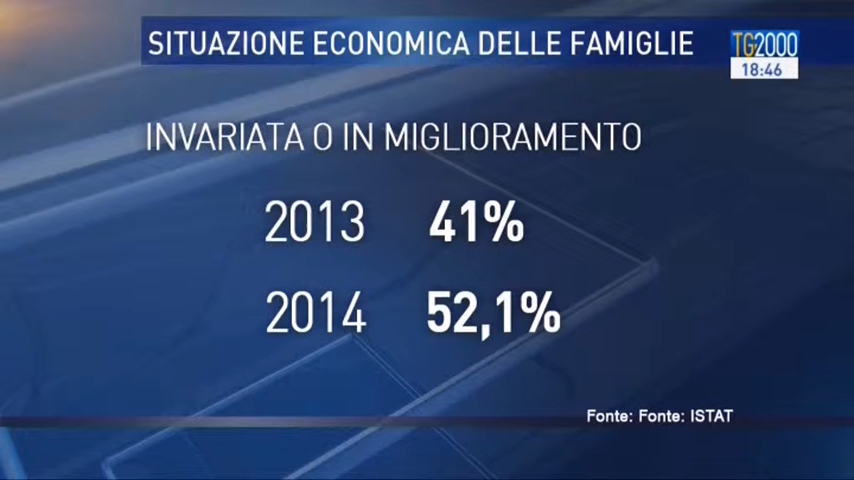 SITUAZIONE ECONOMICA DELLE FAMIGLIE
TG2000
18:46
INVARIATA O IN MIGLIORAMENTO
2013 41%
2014 52,1%
Fonte: Fonte: ISTAT